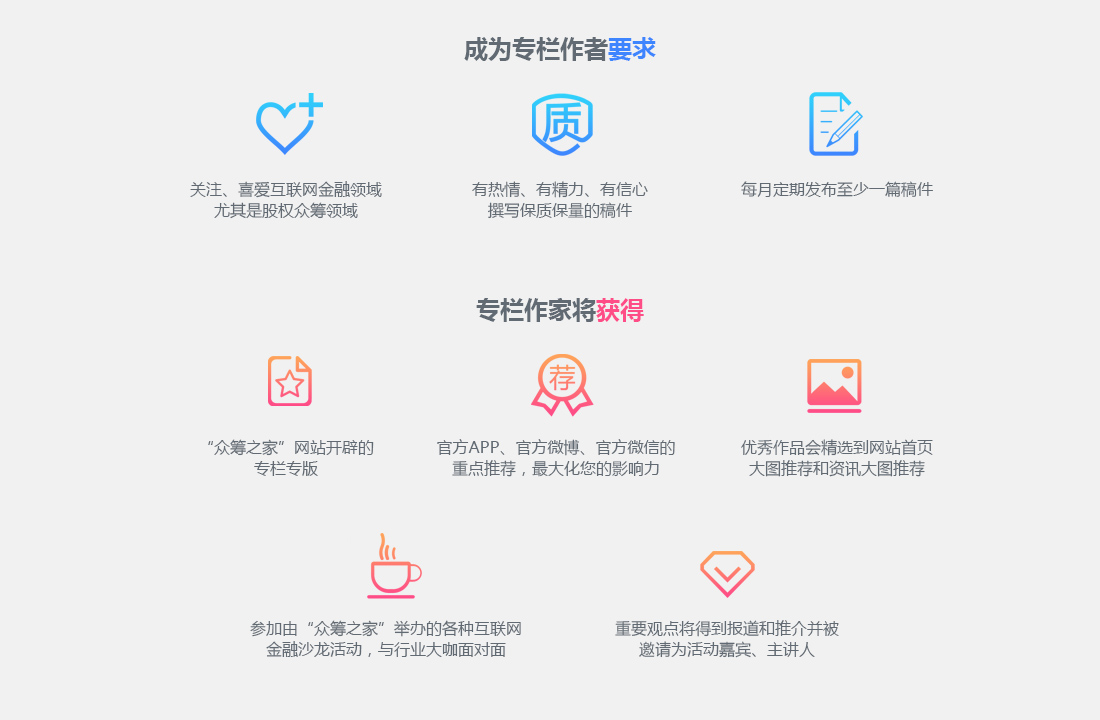 成为专栏作者要求
质
关注、喜爱互联网金融领域
尤其是股权众筹领域
有热情、有精力、有信心
撰写保质保量的稿件
每月定期发布至少一篇稿件
专栏作家将获得
荐
“众筹之家”网站开辟的
专栏专版
官方APP、官方微博、官方微信的
重点推荐，最大化您的影响力
优秀作品会精选到网站首页
大图推荐和资讯大图推荐
参加由“众筹之家”举办的各种互联网
金融沙龙活动，与行业大咖面对面
重要观点将得到报道和推介并被
邀请为活动嘉宾、主讲人